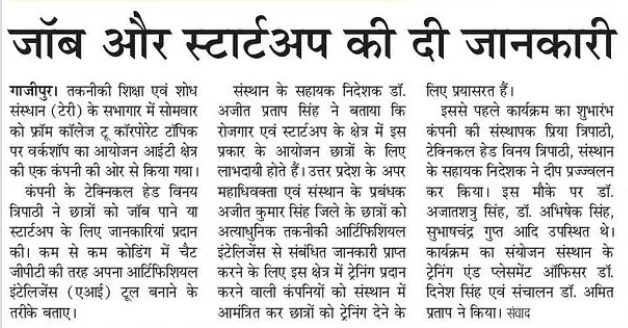 जॉब और स्टार्टअप की दी जानकारी
गाजीपुर। तकनीकी शिक्षा एवं शोध
संस्थान (टेरी) के सभागार में सोमवार
को फ्रॉम कॉलेज टू कॉरपोरेट टॉपिक
पर वर्कशॉप का आयोजन आईटी क्षेत्र
की एक कंपनी की ओर से किया गया।
कंपनी के टेक्निकल हेड विनय
त्रिपाठी ने छात्रों को जॉब पाने या
स्टार्टअप के लिए जानकारियां प्रदान
की। कम से कम कोडिंग में चैट
जीपीटी की तरह अपना आर्टिफिशियल
इंटेलिजेंस (एआई) टूल बनाने के
तरीके बताए।
संस्थान के सहायक निदेशक डॉ.
अजीत प्रताप सिंह ने बताया कि
रोजगार एवं स्टार्टअप के क्षेत्र में इस
प्रकार के आयोजन छात्रों के लिए
लाभदायी होते हैं। उत्तर प्रदेश के अपर
महाधिवक्ता एवं संस्थान के प्रबंधक
अजीत कुमार सिंह जिले के छात्रों को
अत्याधुनिक तकनीकी आर्टिफिशियल
इंटेलिजेंस से संबंधित जानकारी प्राप्त
करने के लिए इस क्षेत्र में ट्रेनिंग प्रदान
करने वाली कंपनियों को संस्थान में
आमंत्रित कर छात्रों को ट्रेनिंग देने के
लिए प्रयासरत हैं।
इससे पहले कार्यक्रम का शुभारंभ
कंपनी की संस्थापक प्रिया त्रिपाठी,
टेक्निकल हेड विनय त्रिपाठी, संस्थान
के सहायक निदेशक ने दीप प्रज्ज्वलन
कर किया। इस मौके पर डॉ.
अजातशत्रु सिंह, डॉ. अभिषेक सिंह,
सुभाषचंद्र गुप्त आदि उपस्थित थे।
कार्यक्रम का संयोजन संस्थान के
ट्रेनिंग एंड प्लेसमेंट ऑफिसर डॉ.
दिनेश सिंह एवं संचालन डॉ. अमित
प्रताप ने किया। संवाद